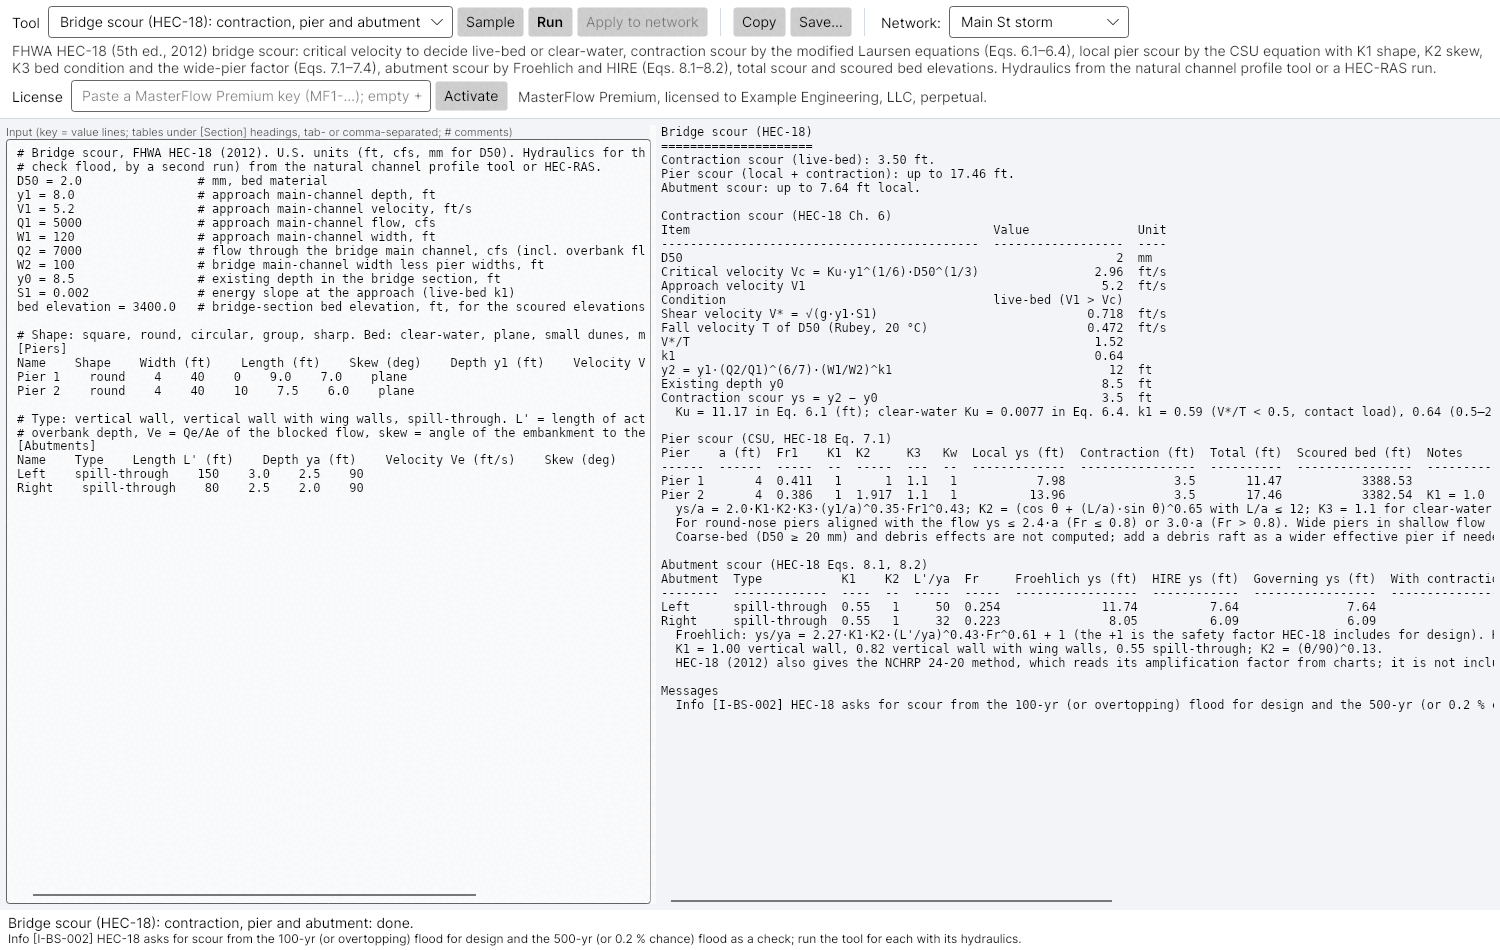 Tool Bridge scour (HEC-18): contraction, pier and abutment Sample Run Apply to network Copy Save... Network: Main St storm
FHWA HEC-18 (5th ed., 2012) bridge scour: critical velocity to decide live-bed or clear-water, contraction scour by the modified Laursen equations (Eqs. 6.1–6.4), local pier scour by the CSU equation with K1 shape, K2 skew,
K3 bed condition and the wide-pier factor (Eqs. 7.1–7.4), abutment scour by Froehlich and HIRE (Eqs. 8.1–8.2), total scour and scoured bed elevations. Hydraulics from the natural channel profile tool or a HEC-RAS run.
License Paste a MasterFlow Premium key (MF1-...); empty + Activate MasterFlow Premium, licensed to Example Engineering, LLC, perpetual.
Input (key = value lines; tables under [Section] headings, tab- or comma-separated; # comments)
# Bridge scour, FHWA HEC-18 (2012). U.S. units (ft, cfs, mm for D50). Hydraulics for th
# check flood, by a second run) from the natural channel profile tool or HEC-RAS.
D50 = 2.0 # mm, bed material
y1 = 8.0 # approach main-channel depth, ft
V1 = 5.2 # approach main-channel velocity, ft/s
Q1 = 5000 # approach main-channel flow, cfs
W1 = 120 # approach main-channel width, ft
Q2 = 7000 # flow through the bridge main channel, cfs (incl. overbank fl
W2 = 100 # bridge main-channel width less pier widths, ft
y0 = 8.5 # existing depth in the bridge section, ft
S1 = 0.002 # energy slope at the approach (live-bed k1)
bed elevation = 3400.0 # bridge-section bed elevation, ft, for the scoured elevations
# Shape: square, round, circular, group, sharp. Bed: clear-water, plane, small dunes, m
[Piers]
Name Shape Width (ft) Length (ft) Skew (deg) Depth y1 (ft) Velocity V
Pier 1 round 4 40 0 9.0 7.0 plane
Pier 2 round 4 40 10 7.5 6.0 plane
# Type: vertical wall, vertical wall with wing walls, spill-through. L' = length of act
# overbank depth, Ve = Qe/Ae of the blocked flow, skew = angle of the embankment to the
[Abutments]
Name Type Length L' (ft) Depth ya (ft) Velocity Ve (ft/s) Skew (deg)
Left spill-through 150 3.0 2.5 90
Right spill-through 80 2.5 2.0 90
Bridge scour (HEC-18)
=====================
Contraction scour (live-bed): 3.50 ft.
Pier scour (local + contraction): up to 17.46 ft.
Abutment scour: up to 7.64 ft local.
Contraction scour (HEC-18 Ch. 6)
Item Value Unit
-------------------------------------------- ------------------ ----
D50 2 mm
Critical velocity Vc = Ku·y1^(1/6)·D50^(1/3) 2.96 ft/s
Approach velocity V1 5.2 ft/s
Condition live-bed (V1 > Vc)
Shear velocity V* = √(g·y1·S1) 0.718 ft/s
Fall velocity T of D50 (Rubey, 20 °C) 0.472 ft/s
V*/T 1.52
k1 0.64
y2 = y1·(Q2/Q1)^(6/7)·(W1/W2)^k1 12 ft
Existing depth y0 8.5 ft
Contraction scour ys = y2 − y0 3.5 ft
Ku = 11.17 in Eq. 6.1 (ft); clear-water Ku = 0.0077 in Eq. 6.4. k1 = 0.59 (V*/T < 0.5, contact load), 0.64 (0.5–2
Pier scour (CSU, HEC-18 Eq. 7.1)
Pier a (ft) Fr1 K1 K2 K3 Kw Local ys (ft) Contraction (ft) Total (ft) Scoured bed (ft) Notes
------ ------ ----- -- ----- --- -- ------------- ---------------- ---------- ---------------- --------
Pier 1 4 0.411 1 1 1.1 1 7.98 3.5 11.47 3388.53
Pier 2 4 0.386 1 1.917 1.1 1 13.96 3.5 17.46 3382.54 K1 = 1.0
ys/a = 2.0·K1·K2·K3·(y1/a)^0.35·Fr1^0.43; K2 = (cos θ + (L/a)·sin θ)^0.65 with L/a ≤ 12; K3 = 1.1 for clear-water
For round-nose piers aligned with the flow ys ≤ 2.4·a (Fr ≤ 0.8) or 3.0·a (Fr > 0.8). Wide piers in shallow flow
Coarse-bed (D50 ≥ 20 mm) and debris effects are not computed; add a debris raft as a wider effective pier if neede
Abutment scour (HEC-18 Eqs. 8.1, 8.2)
Abutment Type K1 K2 L'/ya Fr Froehlich ys (ft) HIRE ys (ft) Governing ys (ft) With contractio
-------- ------------- ---- -- ----- ----- ----------------- ------------ ----------------- ---------------
Left spill-through 0.55 1 50 0.254 11.74 7.64 7.64
Right spill-through 0.55 1 32 0.223 8.05 6.09 6.09
Froehlich: ys/ya = 2.27·K1·K2·(L'/ya)^0.43·Fr^0.61 + 1 (the +1 is the safety factor HEC-18 includes for design).
K1 = 1.00 vertical wall, 0.82 vertical wall with wing walls, 0.55 spill-through; K2 = (θ/90)^0.13.
HEC-18 (2012) also gives the NCHRP 24-20 method, which reads its amplification factor from charts; it is not inclu
Messages
Info [I-BS-002] HEC-18 asks for scour from the 100-yr (or overtopping) flood for design and the 500-yr (or 0.2 %
Bridge scour (HEC-18): contraction, pier and abutment: done.
Info [I-BS-002] HEC-18 asks for scour from the 100-yr (or overtopping) flood for design and the 500-yr (or 0.2 % chance) flood as a check; run the tool for each with its hydraulics.